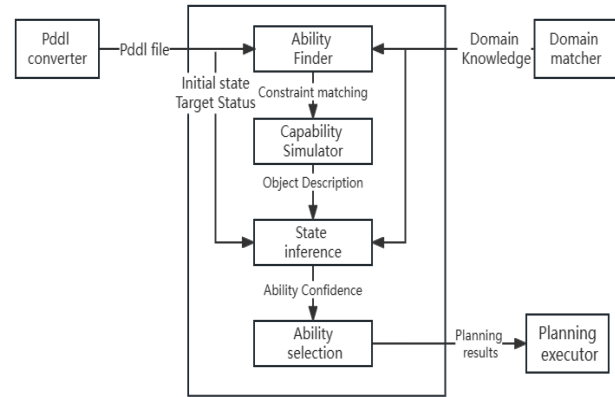 Pddl
converter
Pddl file
Initial state
Target Status
Ability
Finder
Domain
Knowledge
Domain
matcher
Constraint matching
Capability
Simulator
Object Description
State
inference
Ability Confidence
Ability
selection
Planning
results
Planning
executor